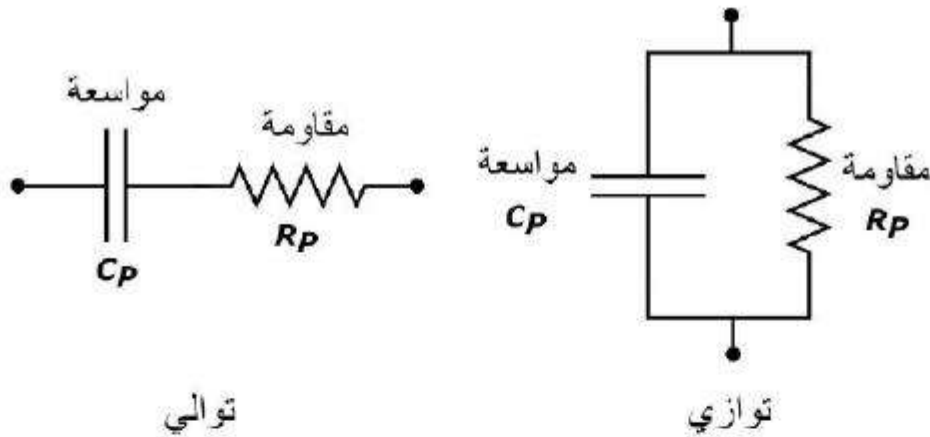 مواسعة
مقاومة
CP
RP
توالي
مواسعة
CP
مقاومة
RP
توازي